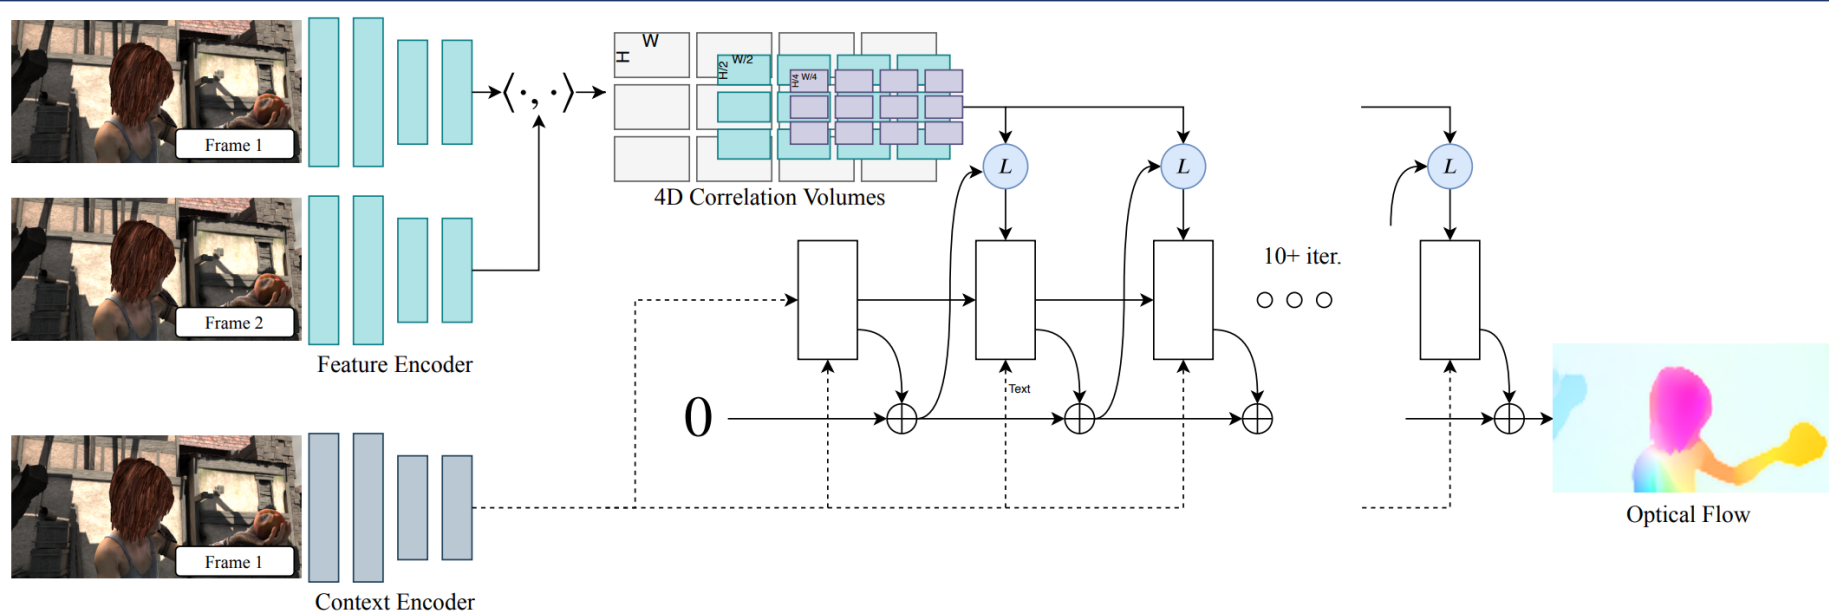 Frame 1
Frame 2
Feature Encoder
Frame 1
Context Encoder
⟨·, ·⟩
H
W
H/2
W/2
H/4
W/4
4D Correlation Volumes
L
L
L
10+ iter.
Text
0
Optical Flow